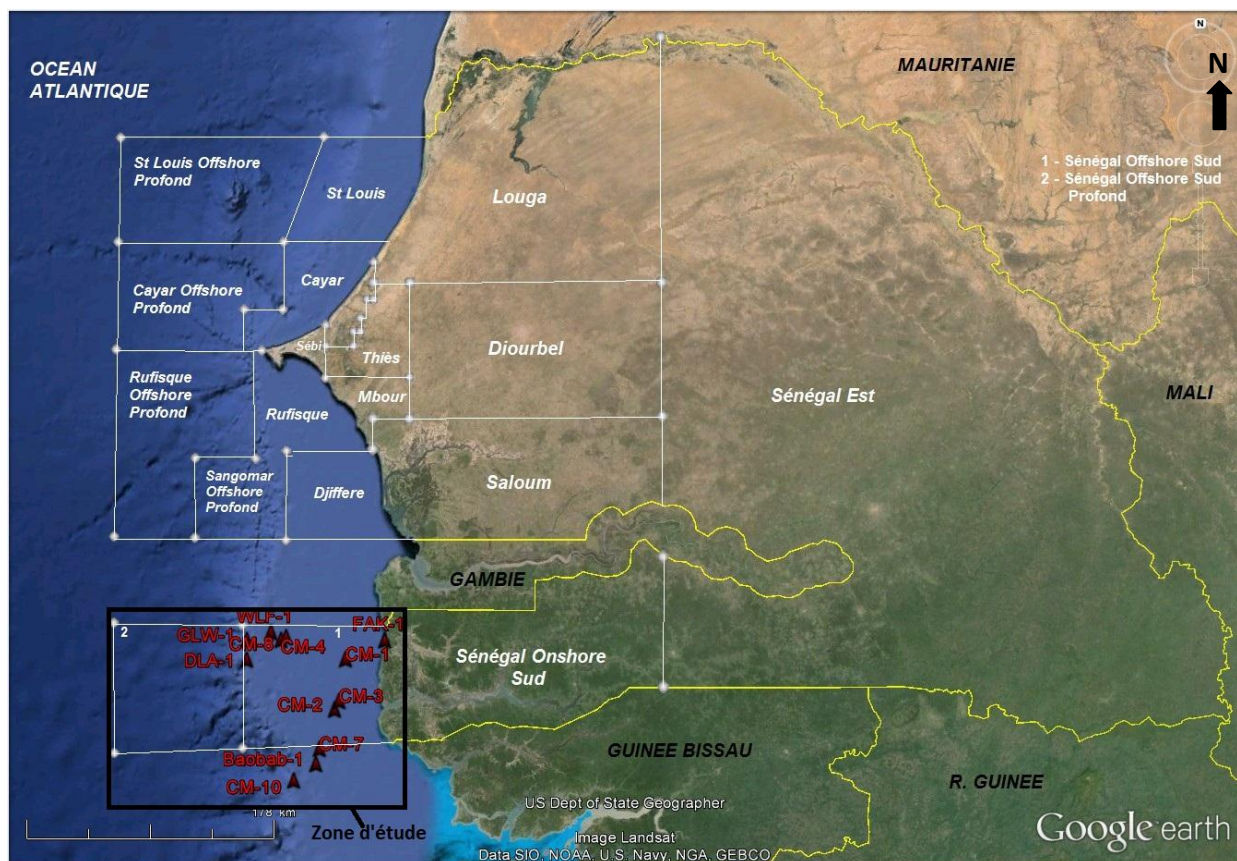 OCEAN
ATLANTIQUE
MAURITANIE
N
N
1 - Sénégal Offshore Sud
2 - Sénégal Offshore Sud
Profond
St Louis Offshore
Profond
St Louis
Louga
Cayar Offshore
Profond
Cayar
Sébi
Thiès
Diourbel
Mbour
Sénégal Est
MALI
Rufisque
Offshore
Profond
Rufisque
Sangomar
Offshore
Profond
Djiffere
Saloum
GAMBIE
2
1
WLF-1
FAK-1
GLW-1
CM-8
CM-4
CM-1
DLA-1
Sénégal Onshore
Sud
CM-3
CM-2
CM-7
Baobab-1
CM-10
GUINEE BISSAU
R. GUINEE
178 km
Zone d'étude
US Dept of State Geographer
Image Landsat
Data SIO, NOAA, U.S. Navy, NGA, GEBCO
Google earth